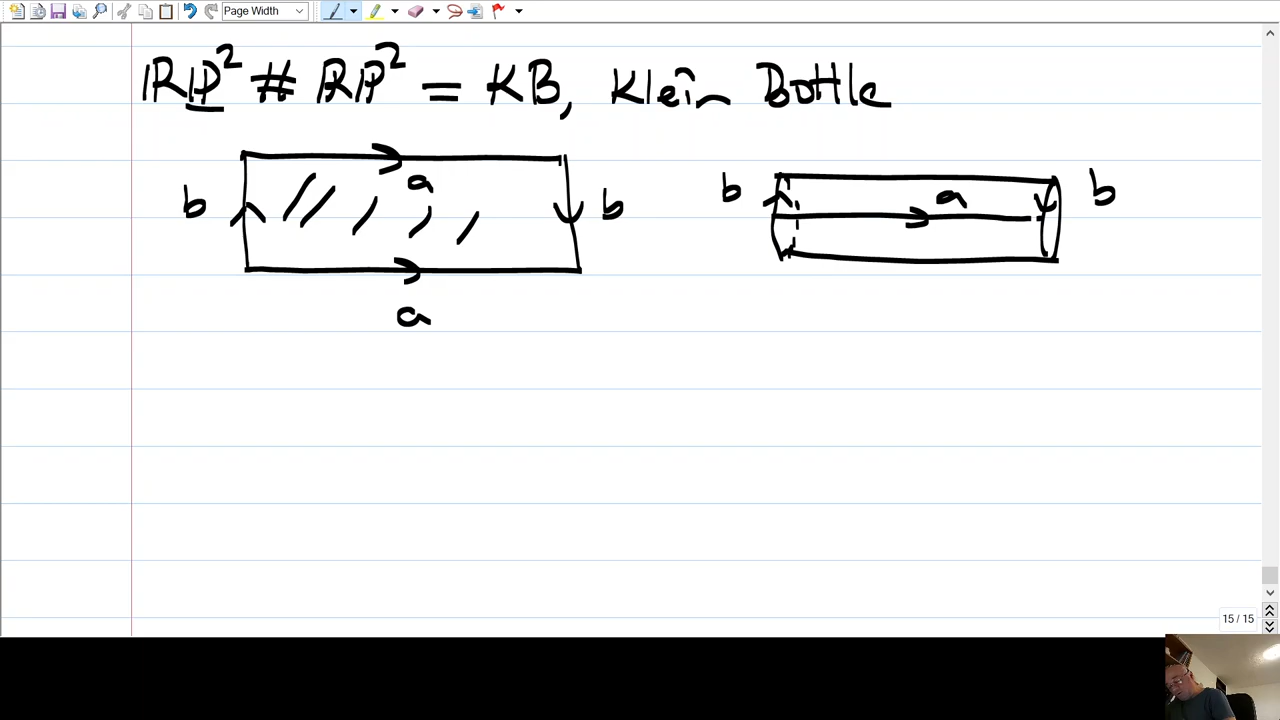 Page Width
RP² # RP² = KB, Klein Bottle
b a b
a
b a b
15 / 15